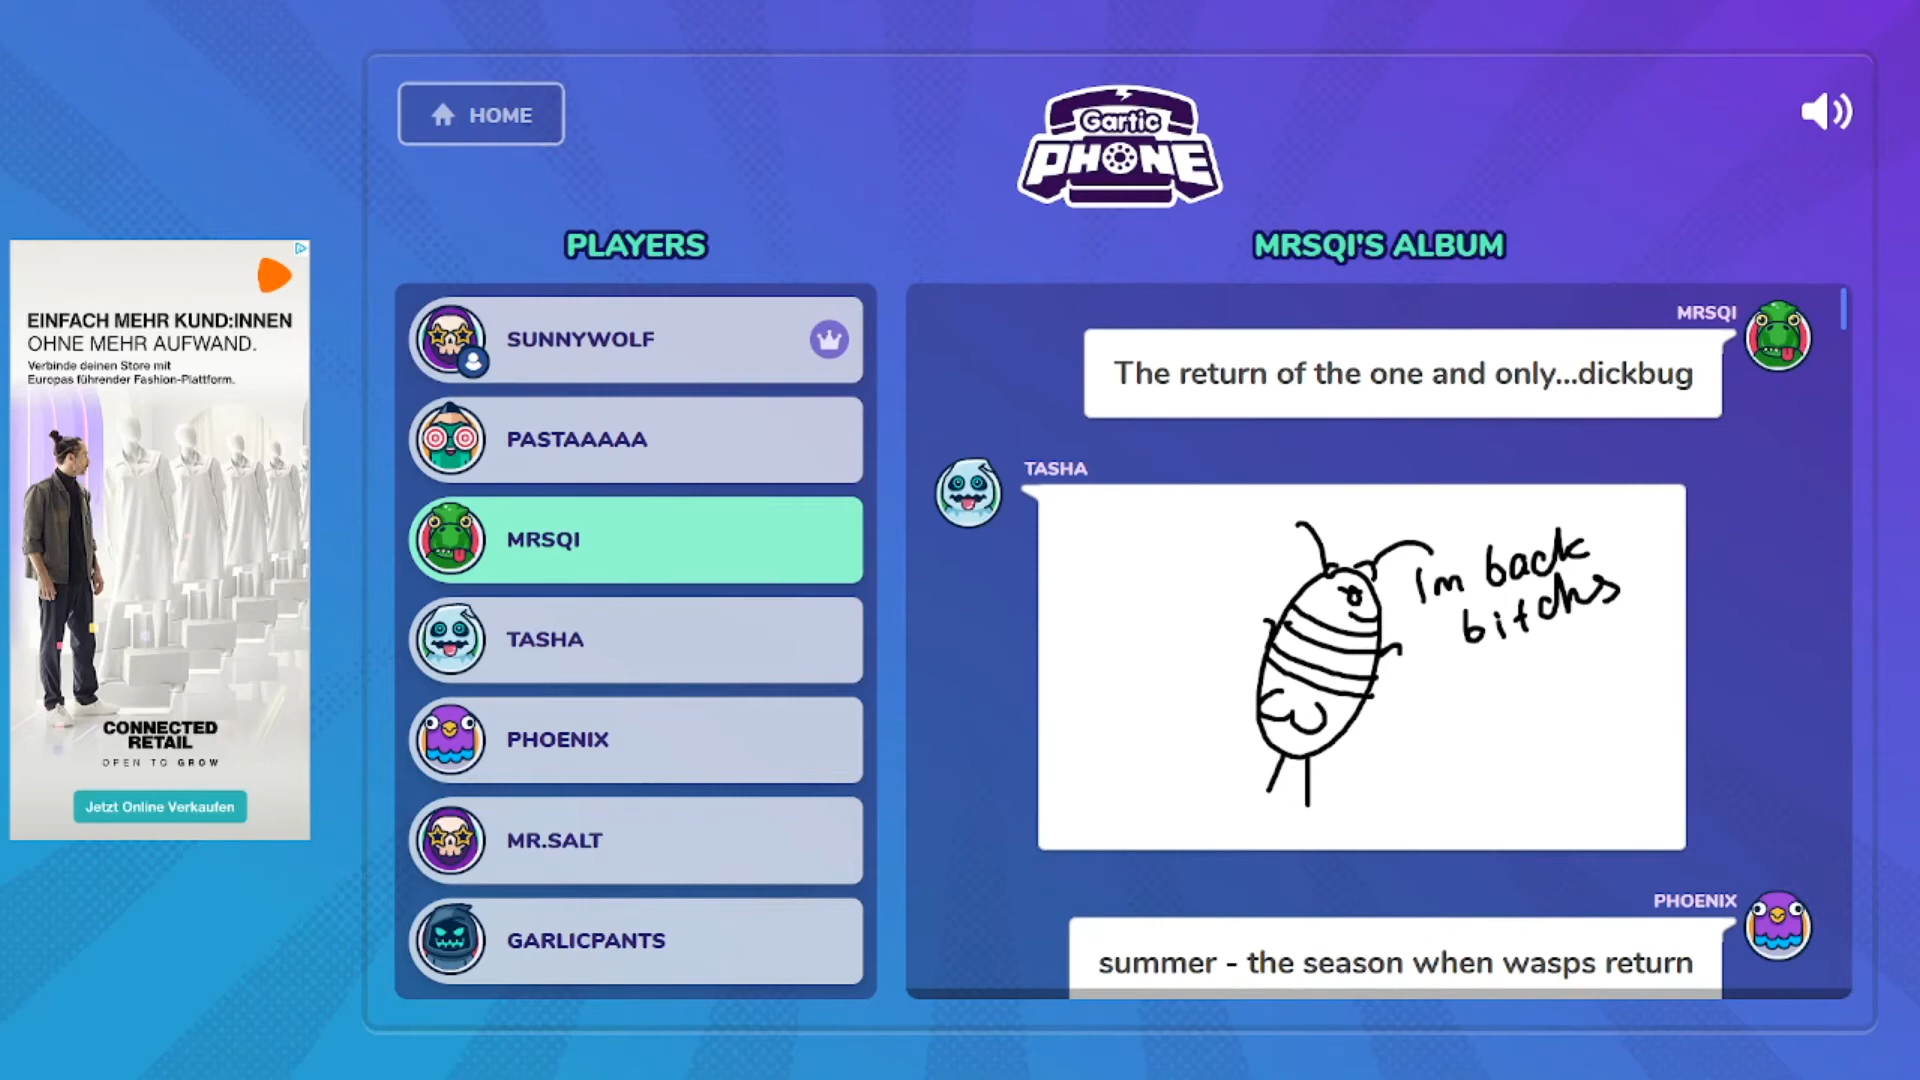 HOME
Gartic
PHONE
PLAYERS
SUNNYWOLF
PASTAAAAA
MRSQI
TASHA
PHOENIX
MR.SALT
GARLICPANTS
MRSQI'S ALBUM
MRSQI
The return of the one and only...dickbug
TASHA
I'm back
bitchs
PHOENIX
summer - the season when wasps return
EINFACH MEHR KUND:INNEN
OHNE MEHR AUFWAND.
Verbinde deinen Store mit
Europas führender Fashion-Plattform.
CONNECTED
RETAIL
OPEN TO GROW
Jetzt Online Verkaufen